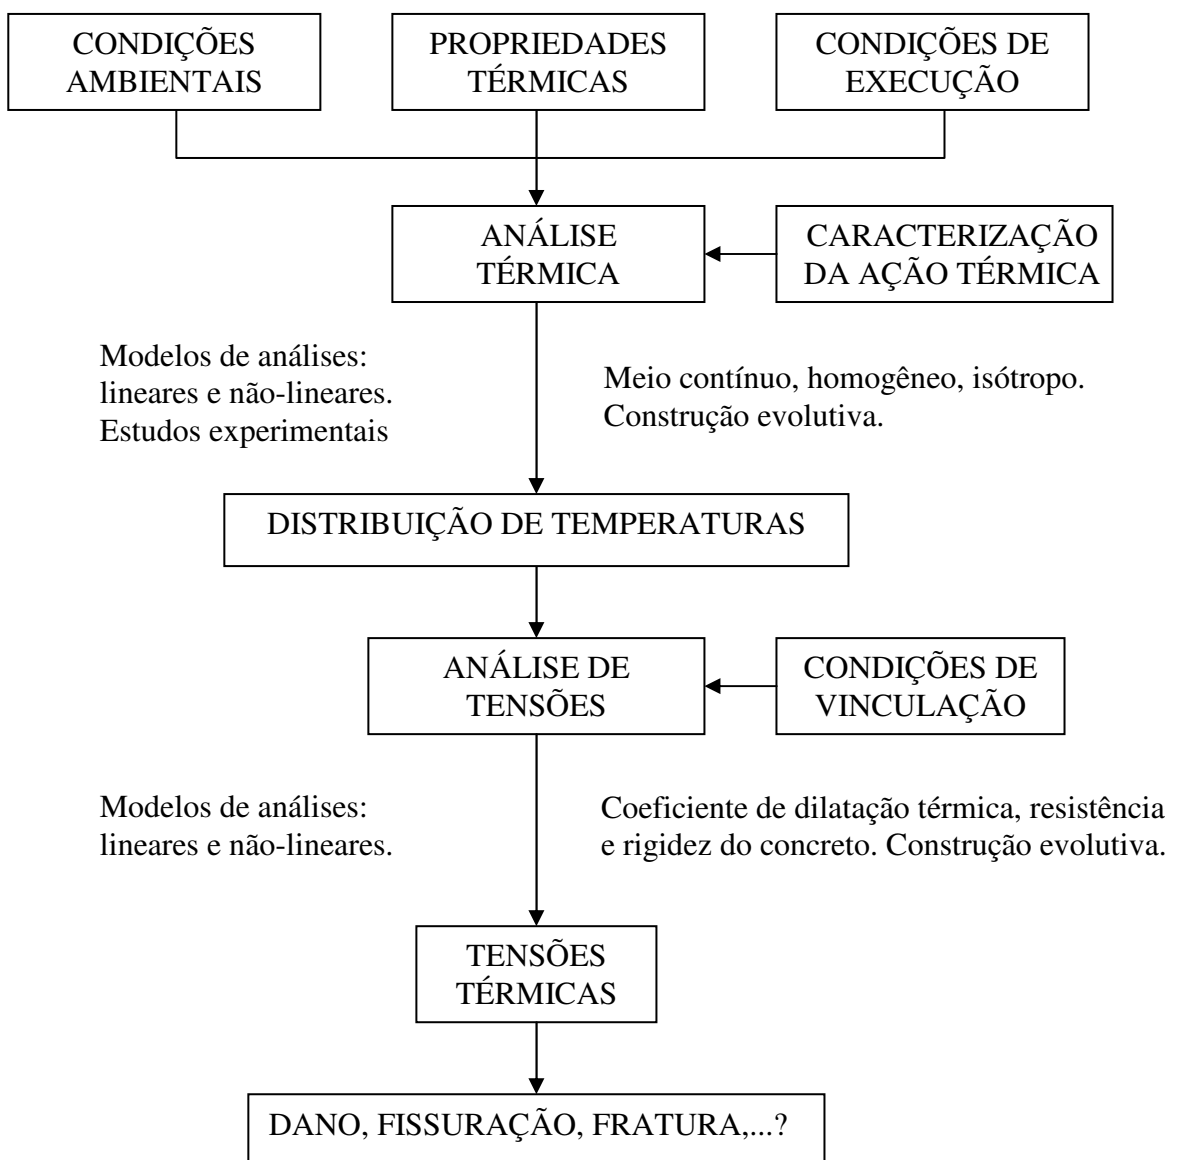 CONDIÇÕES
AMBIENTAIS
PROPRIEDADES
TÉRMICAS
CONDIÇÕES DE
EXECUÇÃO
ANÁLISE
TÉRMICA
CARACTERIZAÇÃO
DA AÇÃO TÉRMICA
Modelos de análises:
lineares e não-lineares.
Estudos experimentais
Meio contínuo, homogêneo, isótropo.
Construção evolutiva.
DISTRIBUIÇÃO DE TEMPERATURAS
ANÁLISE DE
TENSÕES
CONDIÇÕES DE
VINCULAÇÃO
Modelos de análises:
lineares e não-lineares.
Coeficiente de dilatação térmica, resistência
e rigidez do concreto. Construção evolutiva.
TENSÕES
TÉRMICAS
DANO, FISSURAÇÃO, FRATURA,...?